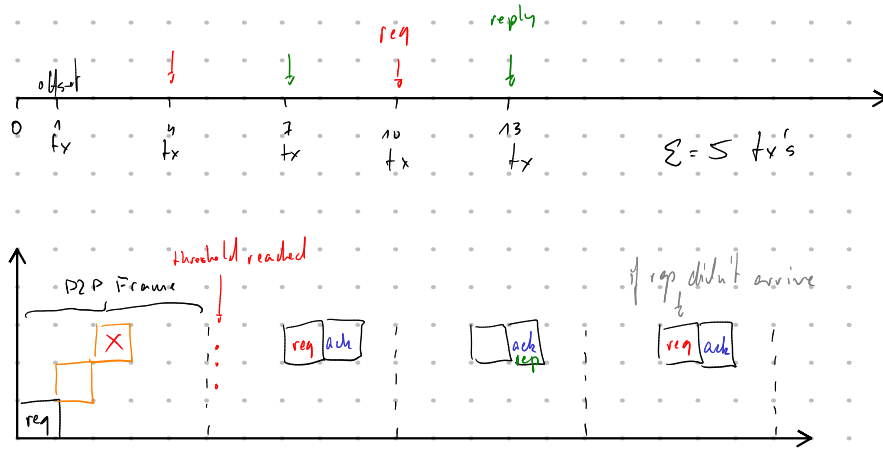 reply
req
offset
0 1 4 7 10 13
tx tx tx tx tx
Σ = 5 tx's
threshold reached
if rep didn't arrive
P2P Frame
X
req ack
ack
rep
req ack
req